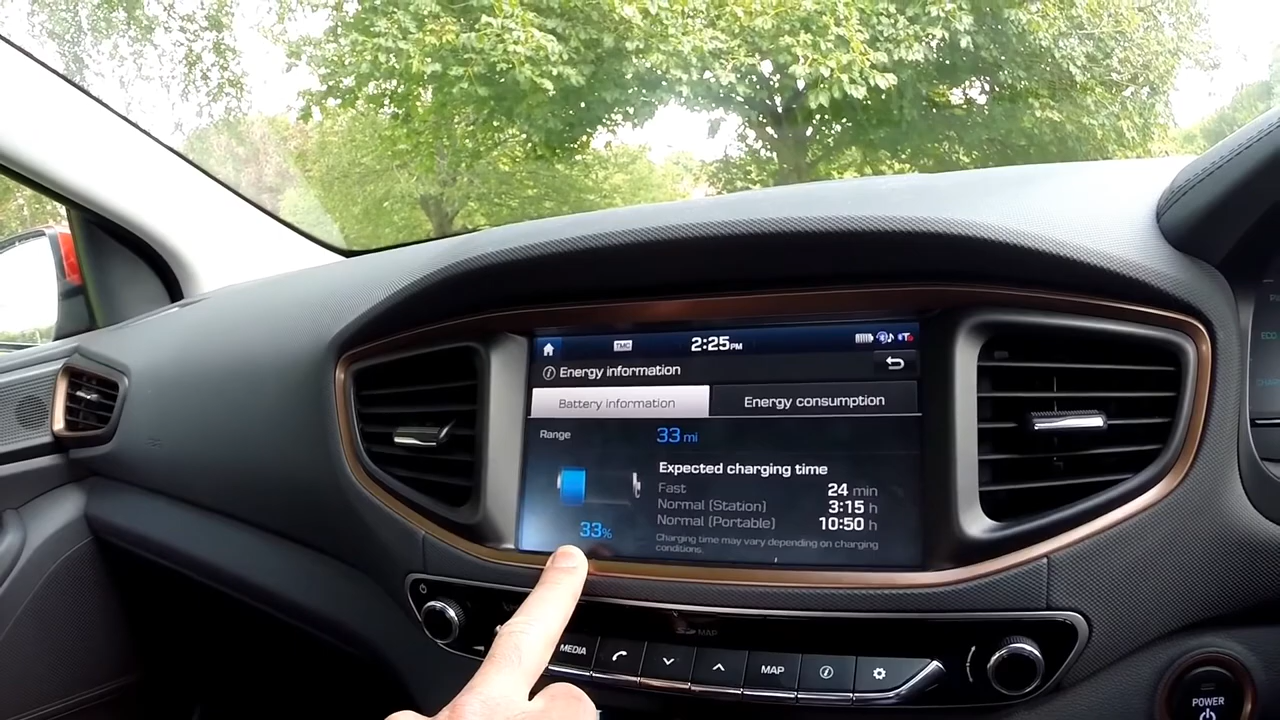 TMC 2:25PM
Energy information
Battery information Energy consumption
Range 33 mi
Expected charging time
Fast 24 min
Normal (Station) 3:15 h
Normal (Portable) 10:50 h
33%
Charging time may vary depending on charging
conditions.
MAP
MEDIA MAP
POWER